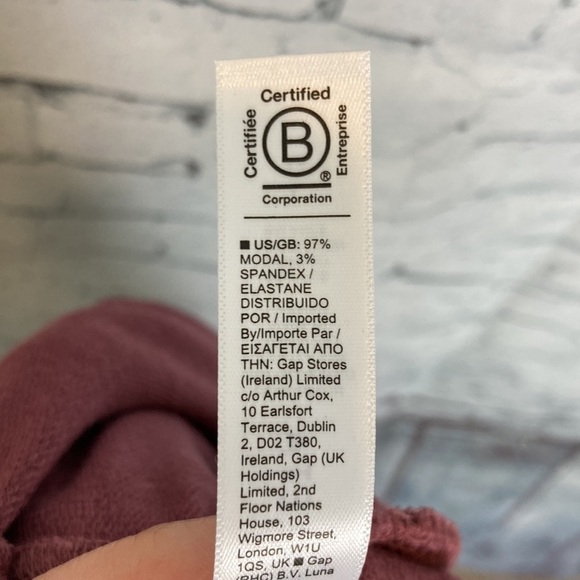 Certified
Certifiée
B
Entreprise
®
Corporation
■ US/GB: 97%
MODAL, 3%
SPANDEX /
ELASTANE
DISTRIBUIDO
POR / Imported
By/Importe Par /
ΕΙΣΑΓΕΤΑΙ ΑΠΟ
ΤΗΝ: Gap Stores
(Ireland) Limited
c/o Arthur Cox,
10 Earlsfort
Terrace, Dublin
2, D02 T380,
Ireland, Gap (UK
Holdings)
Limited, 2nd
Floor Nations
House, 103
Wigmore Street,
London, W1U
1QS, UK ■ Gap
(RHC) B.V. Luna